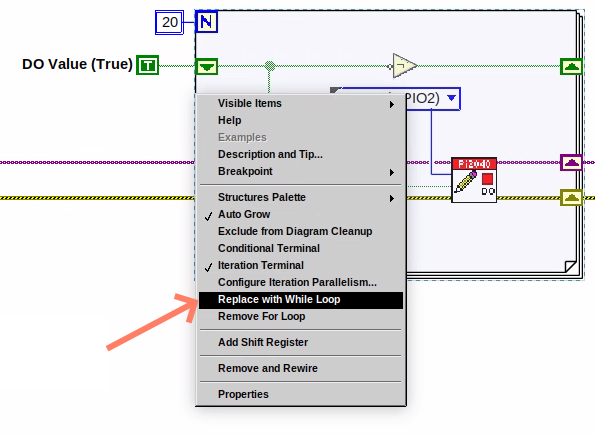 20
N
DO Value (True)
T
PIO2)
Visible Items
Help
Examples
Description and Tip...
Breakpoint
Structures Palette
Auto Grow
Exclude from Diagram Cleanup
Conditional Terminal
Iteration Terminal
Configure Iteration Parallelism...
Replace with While Loop
Remove For Loop
Add Shift Register
Remove and Rewire
Properties
DO